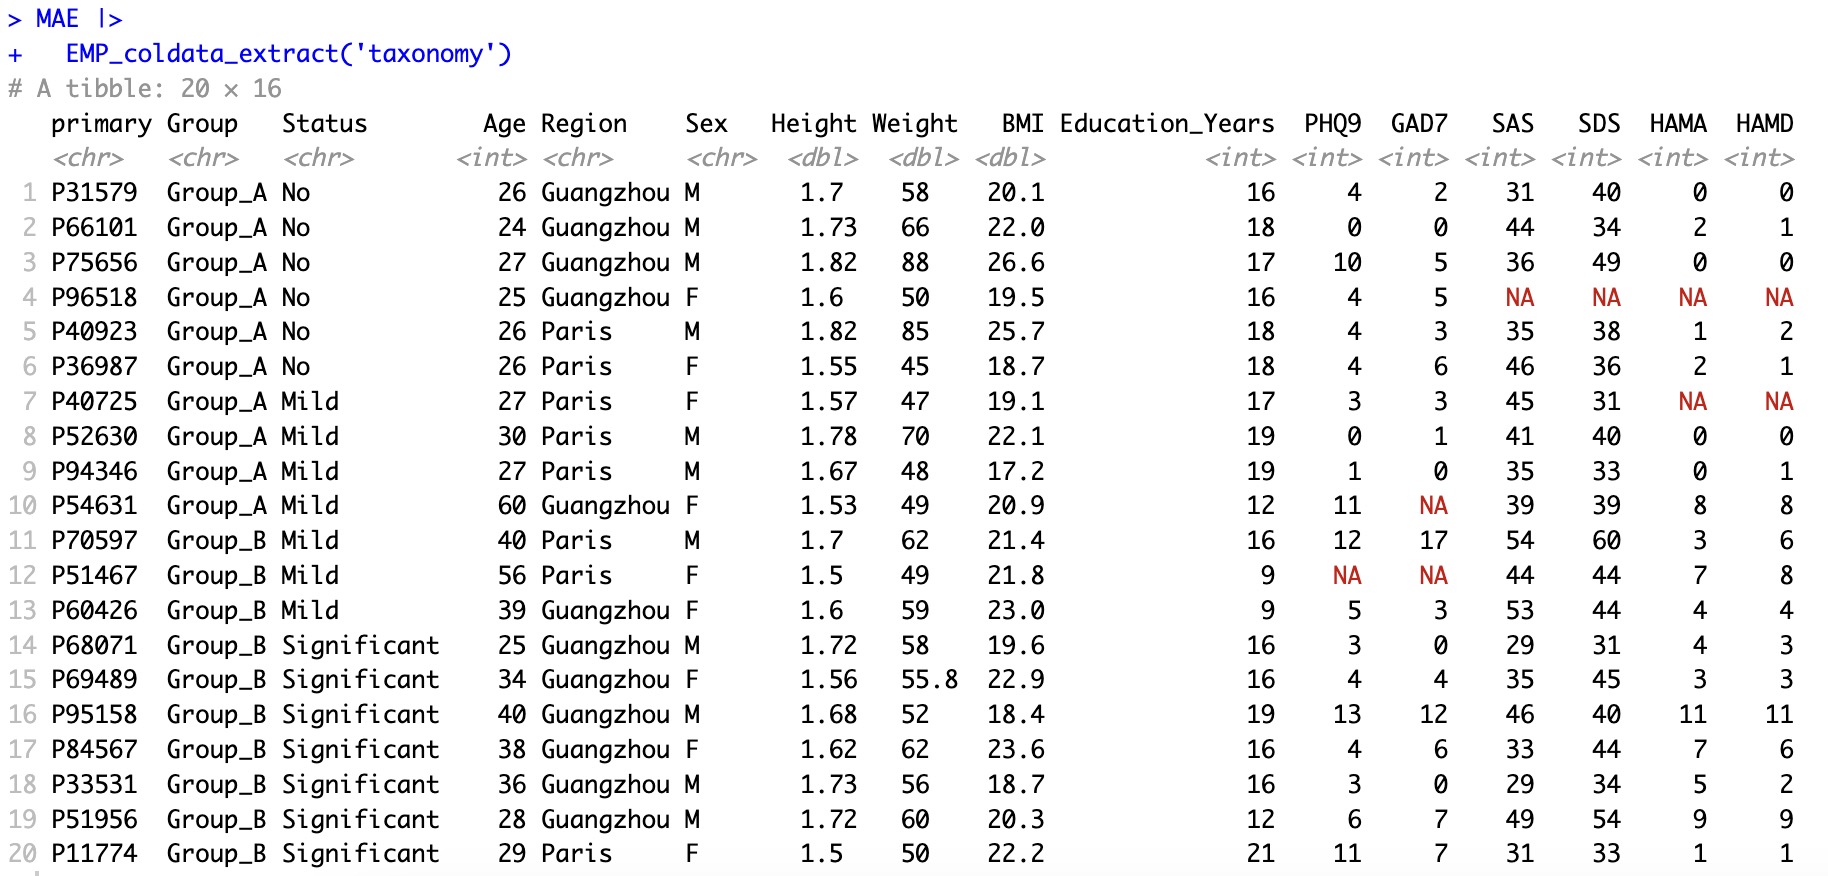 > MAE |>
+   EMP_coldata_extract('taxonomy')
# A tibble: 20 × 16
   primary Group   Status        Age Region    Sex   Height Weight   BMI Education_Years  PHQ9  GAD7   SAS   SDS  HAMA  HAMD
   <chr>   <chr>   <chr>       <int> <chr>     <chr>  <dbl>  <dbl> <dbl>           <int> <int> <int> <int> <int> <int> <int>
 1 P31579  Group_A No             26 Guangzhou M       1.7    58    20.1              16     4     2    31    40     0     0
 2 P66101  Group_A No             24 Guangzhou M       1.73   66    22.0              18     0     0    44    34     2     1
 3 P75656  Group_A No             27 Guangzhou M       1.82   88    26.6              17    10     5    36    49     0     0
 4 P96518  Group_A No             25 Guangzhou F       1.6    50    19.5              16     4     5    NA    NA    NA    NA
 5 P40923  Group_A No             26 Paris     M       1.82   85    25.7              18     4     3    35    38     1     2
 6 P36987  Group_A No             26 Paris     F       1.55   45    18.7              18     4     6    46    36     2     1
 7 P40725  Group_A Mild           27 Paris     F       1.57   47    19.1              17     3     3    45    31    NA    NA
 8 P52630  Group_A Mild           30 Paris     M       1.78   70    22.1              19     0     1    41    40     0     0
 9 P94346  Group_A Mild           27 Paris     M       1.67   48    17.2              19     1     0    35    33     0     1
10 P54631  Group_A Mild           60 Guangzhou F       1.53   49    20.9              12    11    NA    39    39     8     8
11 P70597  Group_B Mild           40 Paris     M       1.7    62    21.4              16    12    17    54    60     3     6
12 P51467  Group_B Mild           56 Paris     F       1.5    49    21.8               9    NA    NA    44    44     7     8
13 P60426  Group_B Mild           39 Guangzhou F       1.6    59    23.0               9     5     3    53    44     4     4
14 P68071  Group_B Significant    25 Guangzhou M       1.72   58    19.6              16     3     0    29    31     4     3
15 P69489  Group_B Significant    34 Guangzhou F       1.56   55.8  22.9              16     4     4    35    45     3     3
16 P95158  Group_B Significant    40 Guangzhou M       1.68   52    18.4              19    13    12    46    40    11    11
17 P84567  Group_B Significant    38 Guangzhou F       1.62   62    23.6              16     4     6    33    44     7     6
18 P33531  Group_B Significant    36 Guangzhou M       1.73   56    18.7              16     3     0    29    34     5     2
19 P51956  Group_B Significant    28 Guangzhou M       1.72   60    20.3              12     6     7    49    54     9     9
20 P11774  Group_B Significant    29 Paris     F       1.5    50    22.2              21    11     7    31    33     1     1